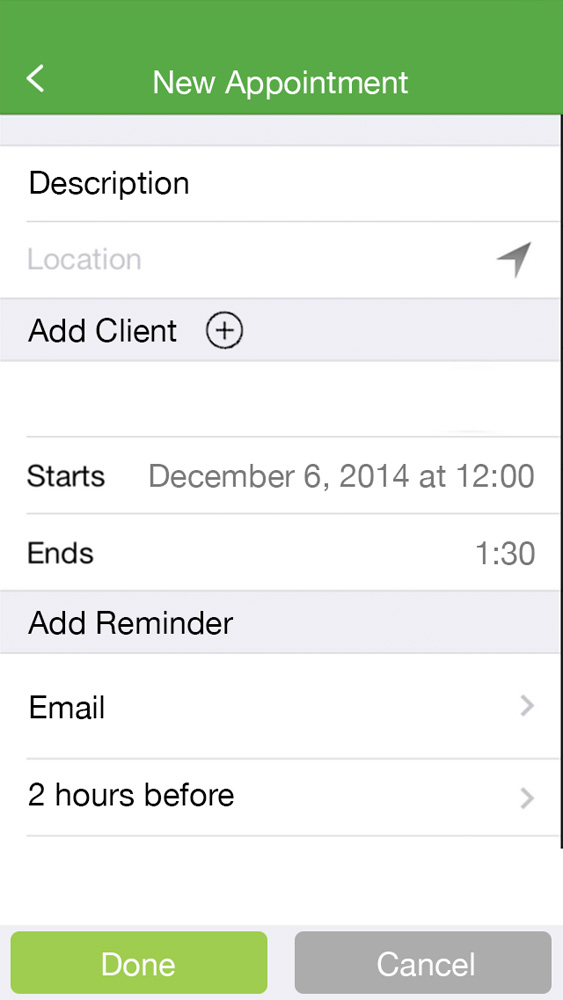 New Appointment
Description
Location
Add Client
Starts December 6, 2014 at 12:00
Ends 1:30
Add Reminder
Email
2 hours before
Done Cancel